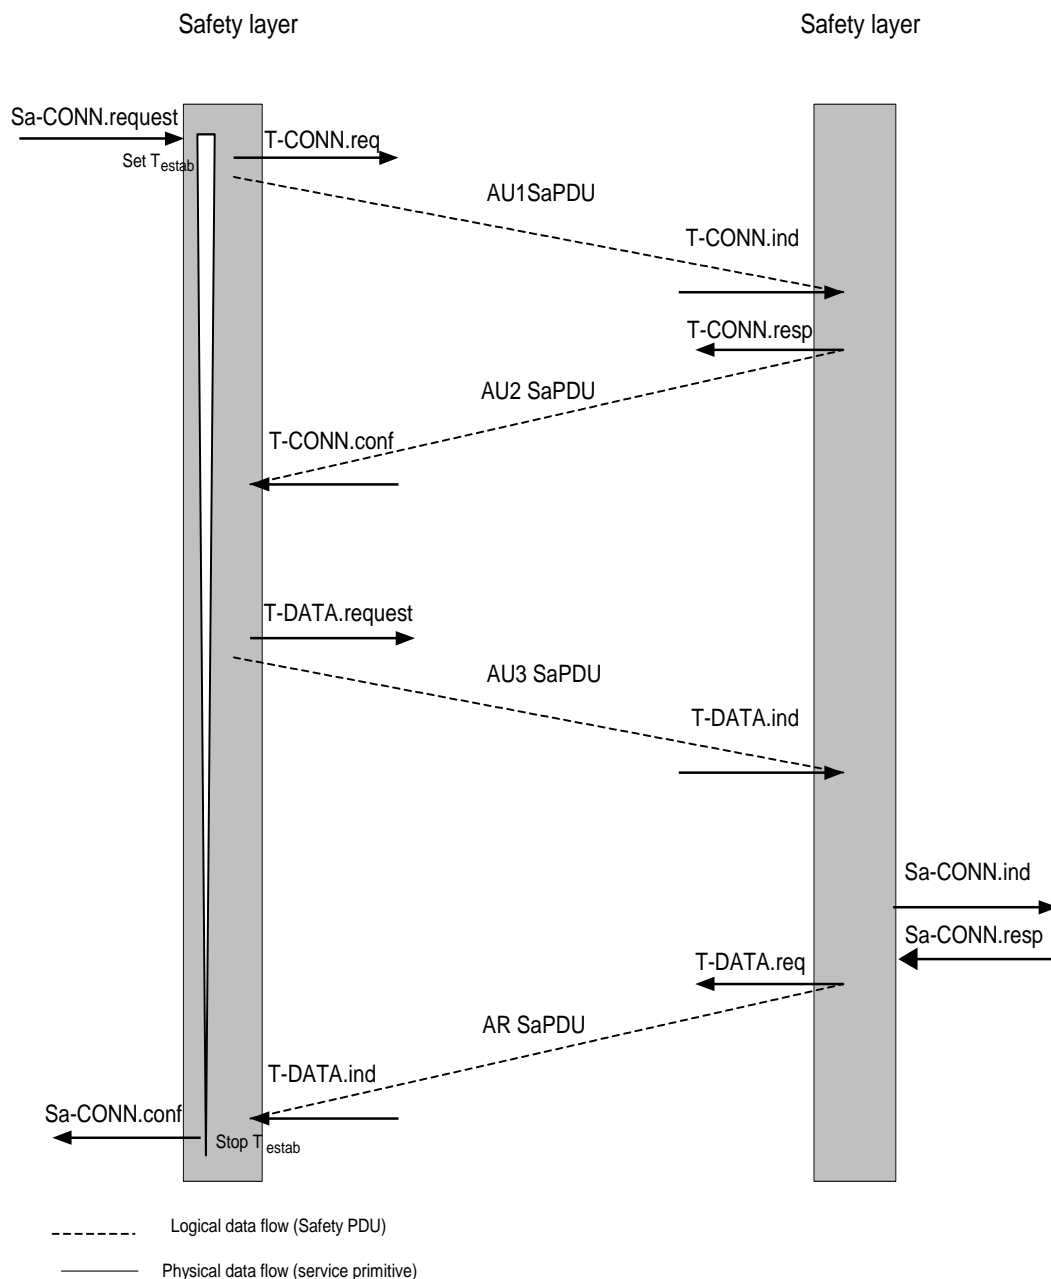 Safety layer
Safety layer
Sa-CONN.request
Set Testab
T-CONN.req
AU1SaPDU
T-CONN.ind
T-CONN.resp
AU2 SaPDU
T-CONN.conf
T-DATA.request
AU3 SaPDU
T-DATA.ind
Sa-CONN.ind
Sa-CONN.resp
T-DATA.req
AR SaPDU
T-DATA.ind
Sa-CONN.conf
Stop T estab
Logical data flow (Safety PDU)
Physical data flow (service primitive)